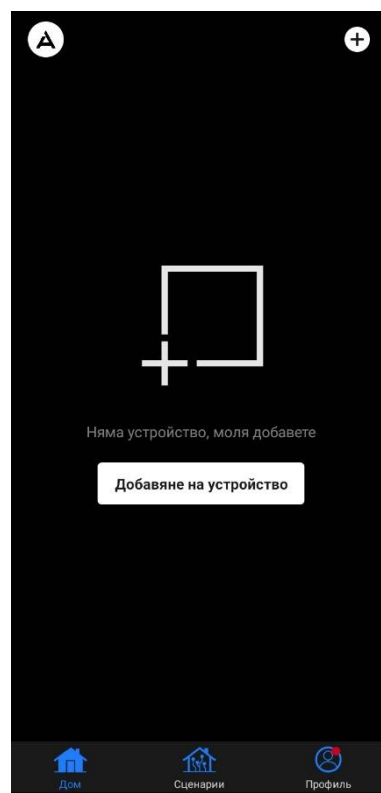 Няма устройство, моля добавете
Добавяне на устройство
Дом
Сценарии
Профиль